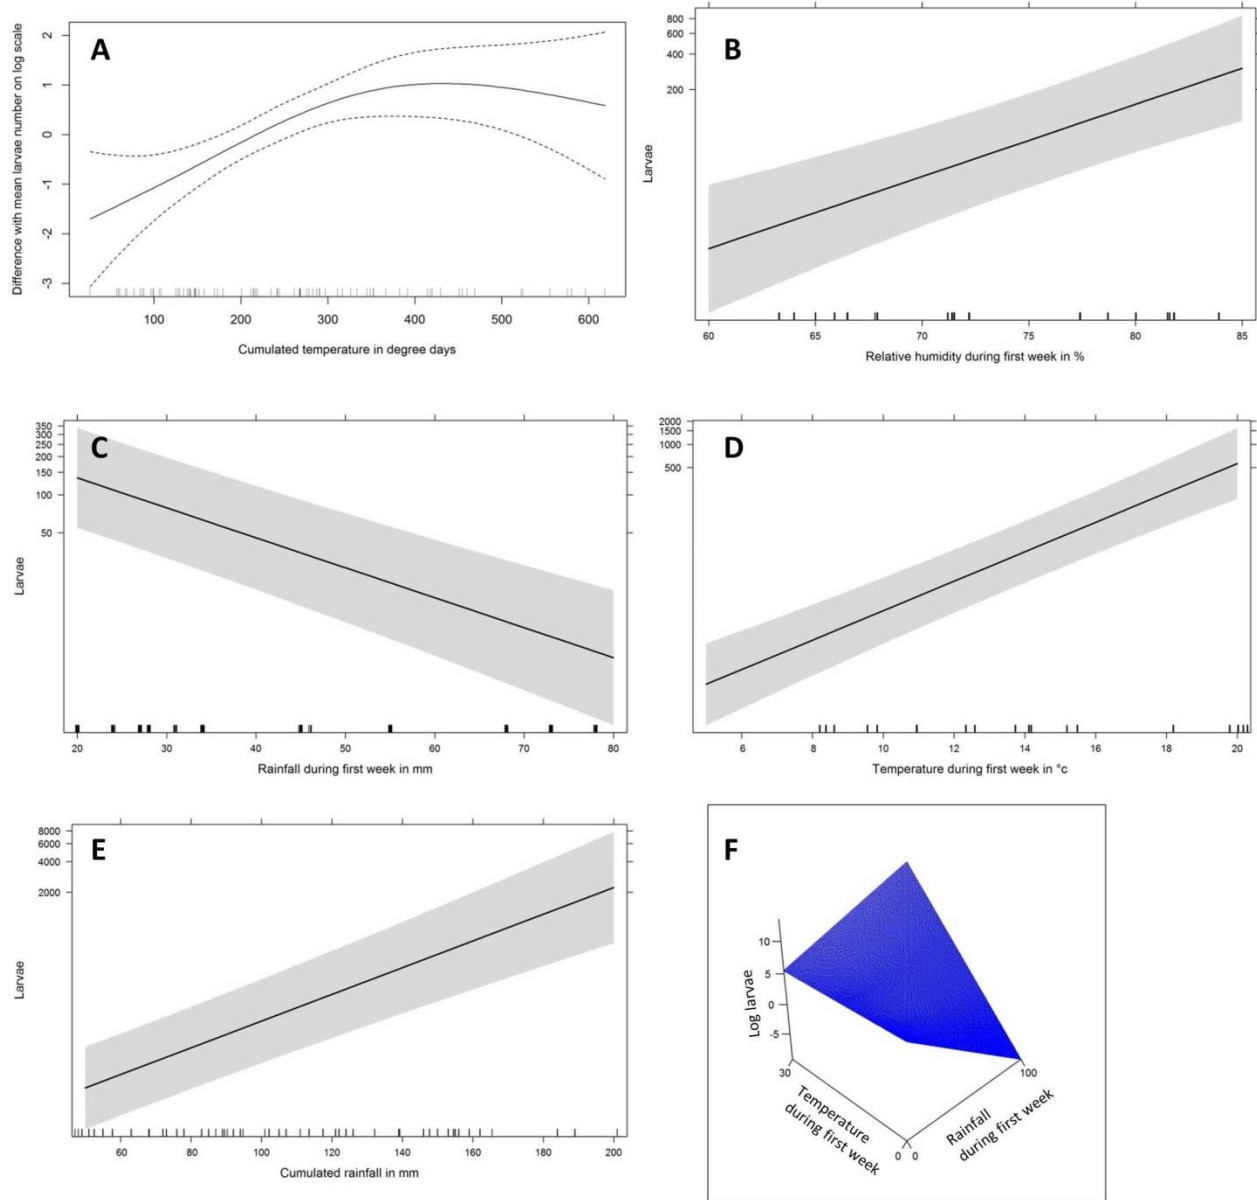 A
Difference with mean larvae number on log scale
2
1
0
-1
-2
-3
100 200 300 400 500 600
Cumulated temperature in degree days
B
Larvae
800
600
400
200
60 65 70 75 80 85
Relative humidity during first week in %
C
Larvae
350
300
250
200
150
100
50
20 30 40 50 60 70 80
Rainfall during first week in mm
D
2000
1500
1000
500
6 8 10 12 14 16 18 20
Temperature during first week in °c
E
Larvae
8000
6000
4000
2000
60 80 100 120 140 160 180 200
Cumulated rainfall in mm
F
Log larvae
10
5
0
-5
30
Temperature
during first week
0 0
Rainfall
during first week
100